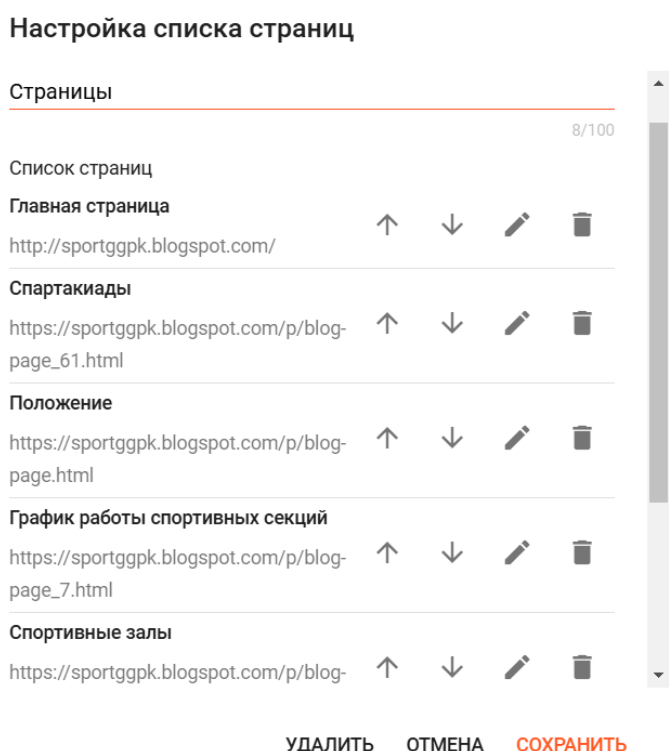 Настройка списка страниц
Страницы
8/100
Список страниц
Главная страница
http://sportggpk.blogspot.com/
Спартакиады
https://sportggpk.blogspot.com/p/blog-
page_61.html
Положение
https://sportggpk.blogspot.com/p/blog-
page.html
График работы спортивных секций
https://sportggpk.blogspot.com/p/blog-
page_7.html
Спортивные залы
https://sportggpk.blogspot.com/p/blog-
УДАЛИТЬ ОТМЕНА СОХРАНИТЬ